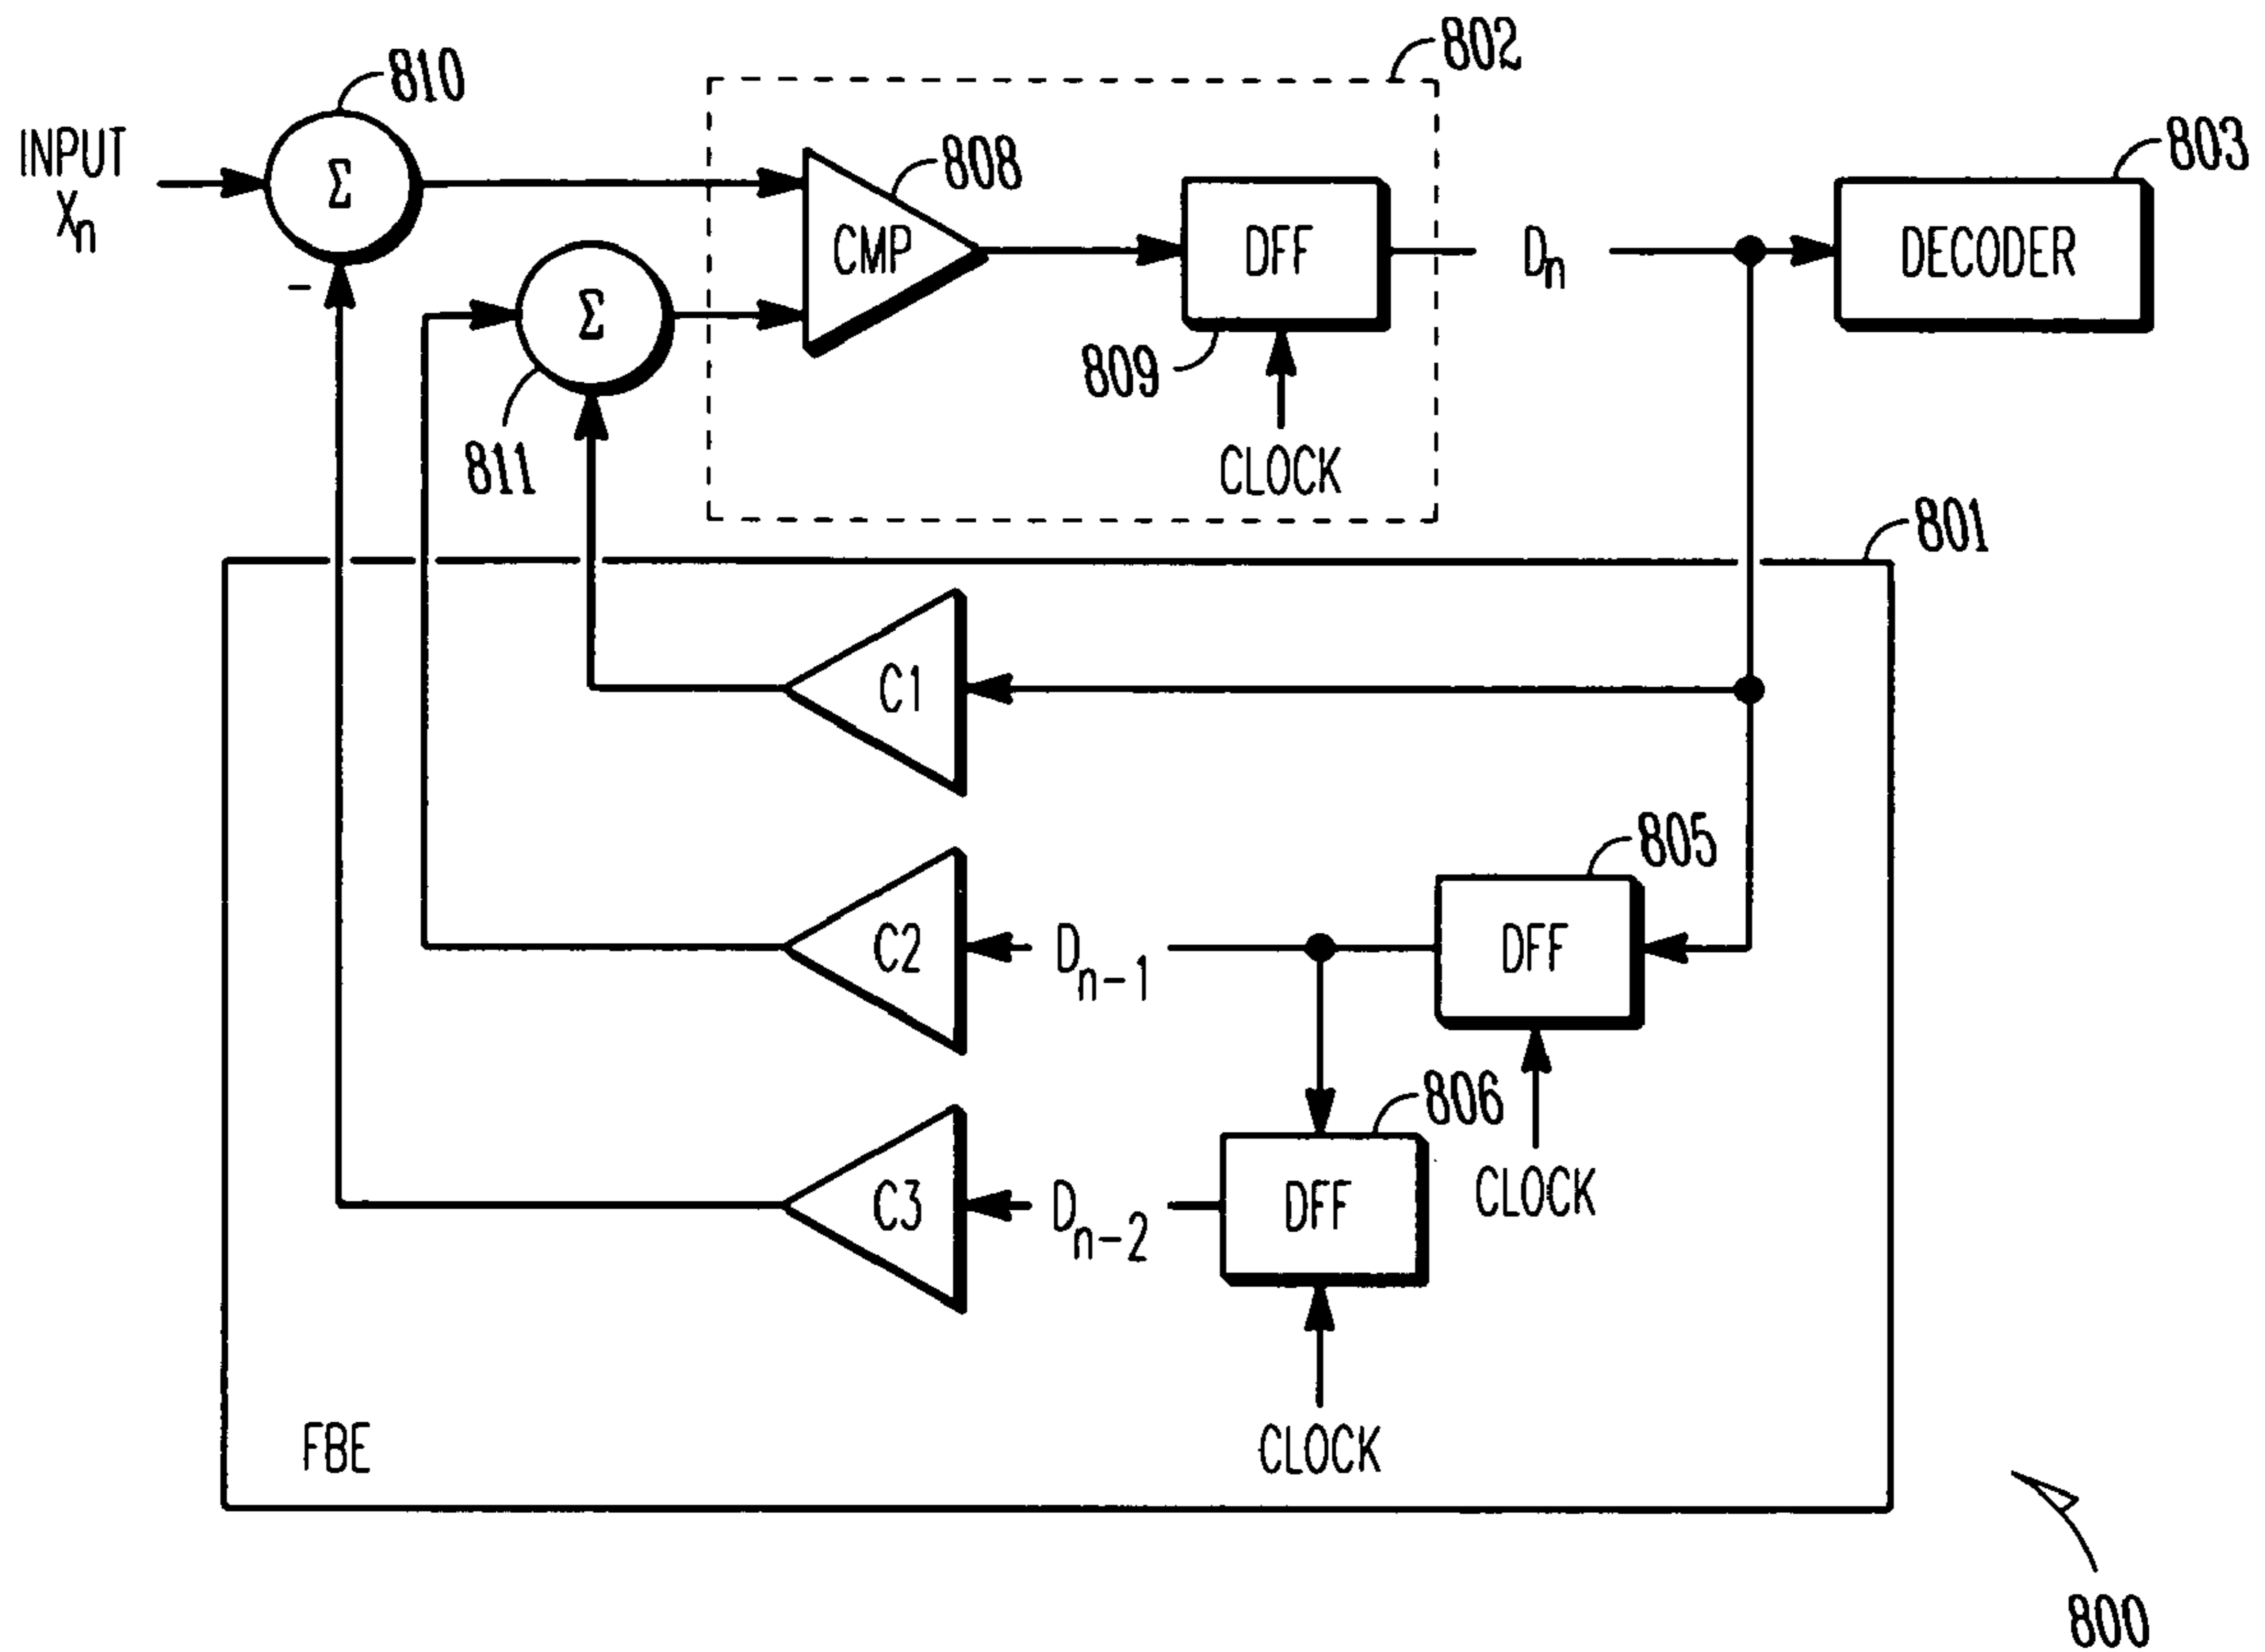 802
810
803
INPUT
Xn
Σ
808
CMP
DFF
Dn
DECODER
Σ
-
809
811
CLOCK
801
C1
805
C2
Dn-1
DFF
806
C3
Dn-2
DFF
CLOCK
FBE
CLOCK
800